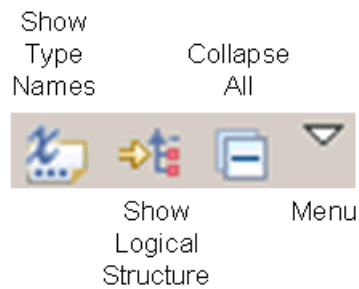 Show
Type
Names
Collapse
All
Show
Logical
Structure
Menu